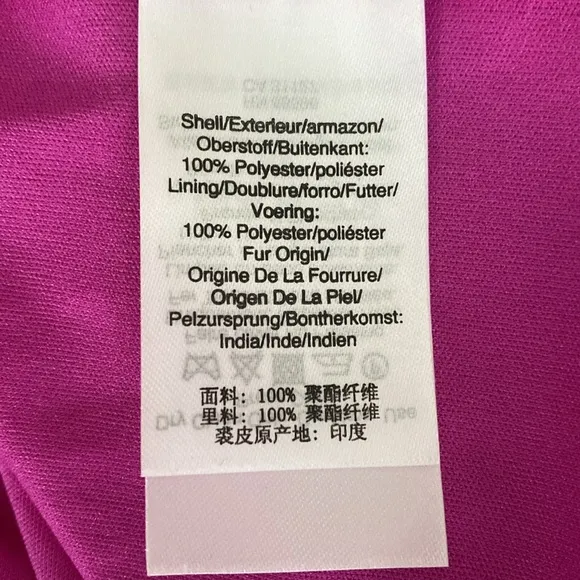 Shell/Exterieur/armazon/
Oberstoff/Buitenkant:
100% Polyester/poliéster
Lining/Doublure/forro/Futter/
Voering:
100% Polyester/poliéster
Fur Origin/
Origine De La Fourrure/
Origen De La Piel/
Pelzursprung/Bontherkomst:
India/Inde/Indien
面料: 100% 聚酯纤维
里料: 100% 聚酯纤维
裘皮原产地: 印度